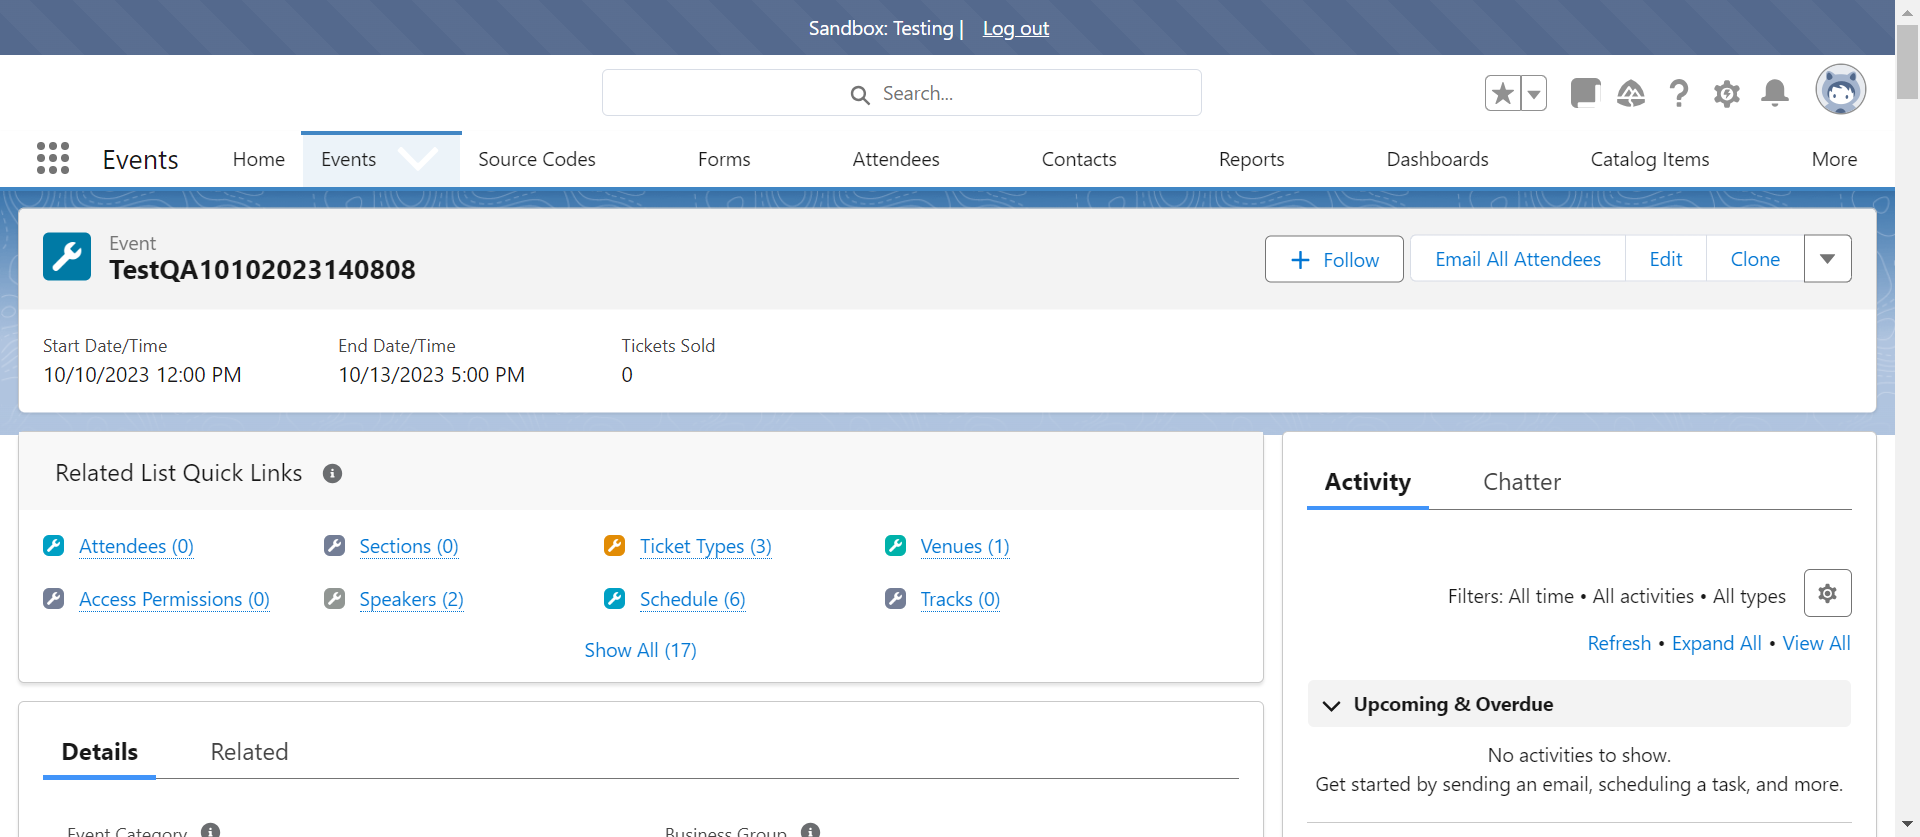 Sandbox: Testing | Log out
Search...
Events Home Events Source Codes Forms Attendees Contacts Reports Dashboards Catalog Items More
Event
TestQA10102023140808
Follow Email All Attendees Edit Clone
Start Date/Time End Date/Time Tickets Sold
10/10/2023 12:00 PM 10/13/2023 5:00 PM 0
Related List Quick Links
Attendees (0) Sections (0) Ticket Types (3) Venues (1)
Access Permissions (0) Speakers (2) Schedule (6) Tracks (0)
Show All (17)
Details Related
Event Category Business Group
Activity Chatter
Filters: All time • All activities • All types
Refresh • Expand All • View All
Upcoming & Overdue
No activities to show.
Get started by sending an email, scheduling a task, and more.